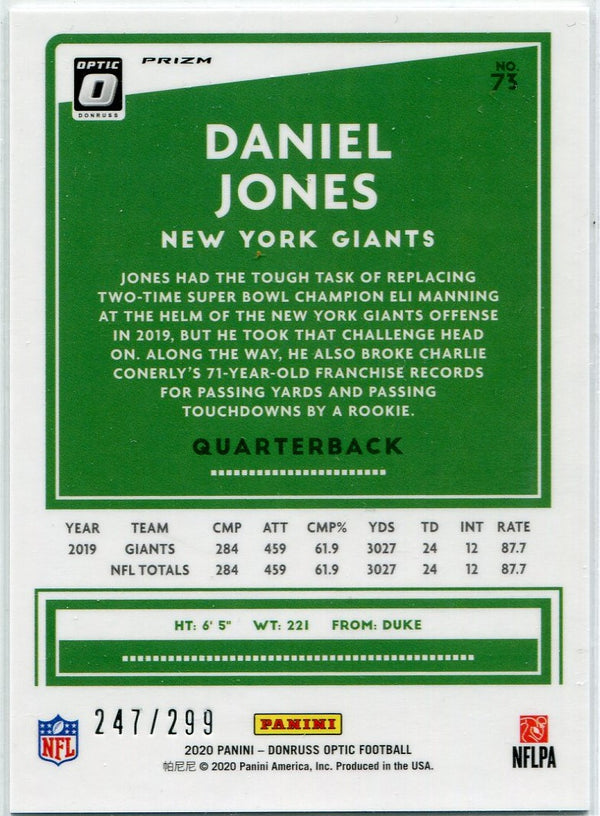 OPTIC
DONRUSS
PRIZM
NO.
73
DANIEL
JONES
NEW YORK GIANTS
JONES HAD THE TOUGH TASK OF REPLACING
TWO-TIME SUPER BOWL CHAMPION ELI MANNING
AT THE HELM OF THE NEW YORK GIANTS OFFENSE
IN 2019, BUT HE TOOK THAT CHALLENGE HEAD
ON. ALONG THE WAY, HE ALSO BROKE CHARLIE
CONERLY'S 71-YEAR-OLD FRANCHISE RECORDS
FOR PASSING YARDS AND PASSING
TOUCHDOWNS BY A ROOKIE.
QUARTERBACK
YEAR TEAM CMP ATT CMP% YDS TD INT RATE
2019 GIANTS 284 459 61.9 3027 24 12 87.7
NFL TOTALS 284 459 61.9 3027 24 12 87.7
HT: 6' 5" WT: 221 FROM: DUKE
NFL
247/299
PANINI
NFLPA
2020 PANINI – DONRUSS OPTIC FOOTBALL
帕尼尼 © 2020 Panini America, Inc. Produced in the USA.